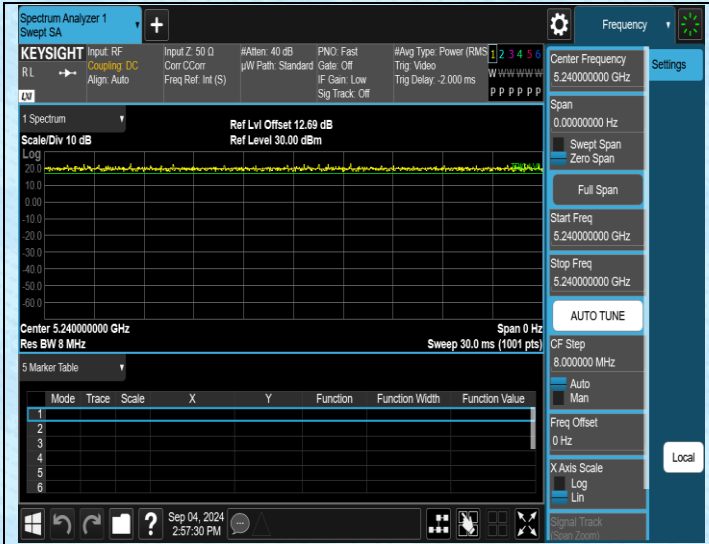 Spectrum Analyzer 1
Swept SA
+
Frequency
KEYSIGHT
RL
LXI
Input: RF
Coupling: DC
Align: Auto
Input Z: 50 Ω
Corr CCorr
Freq Ref: Int (S)
#Atten: 40 dB
µW Path: Standard
PNO: Fast
Gate: Off
IF Gain: Low
Sig Track: Off
#Avg Type: Power (RMS
Trig: Video
Trig Delay: -2.000 ms
1 2 3 4 5 6
W W W W W W
P P P P P P
Center Frequency
5.240000000 GHz
Settings
Span
0.00000000 Hz
Swept Span
Zero Span
Full Span
Start Freq
5.240000000 GHz
Stop Freq
5.240000000 GHz
AUTO TUNE
CF Step
8.000000 MHz
Auto
Man
Freq Offset
0 Hz
X Axis Scale
Log
Lin
Signal Track
(Span Zoom)
Local
1 Spectrum
Scale/Div 10 dB
Ref Lvl Offset 12.69 dB
Ref Level 30.00 dBm
Log
20.0
10.0
0.00
-10.0
-20.0
-30.0
-40.0
-50.0
-60.0
Center 5.240000000 GHz
Span 0 Hz
Res BW 8 MHz
Sweep 30.0 ms (1001 pts)
5 Marker Table
Mode Trace Scale X Y Function Function Width Function Value
1
2
3
4
5
6
?
Sep 04, 2024
2:57:30 PM